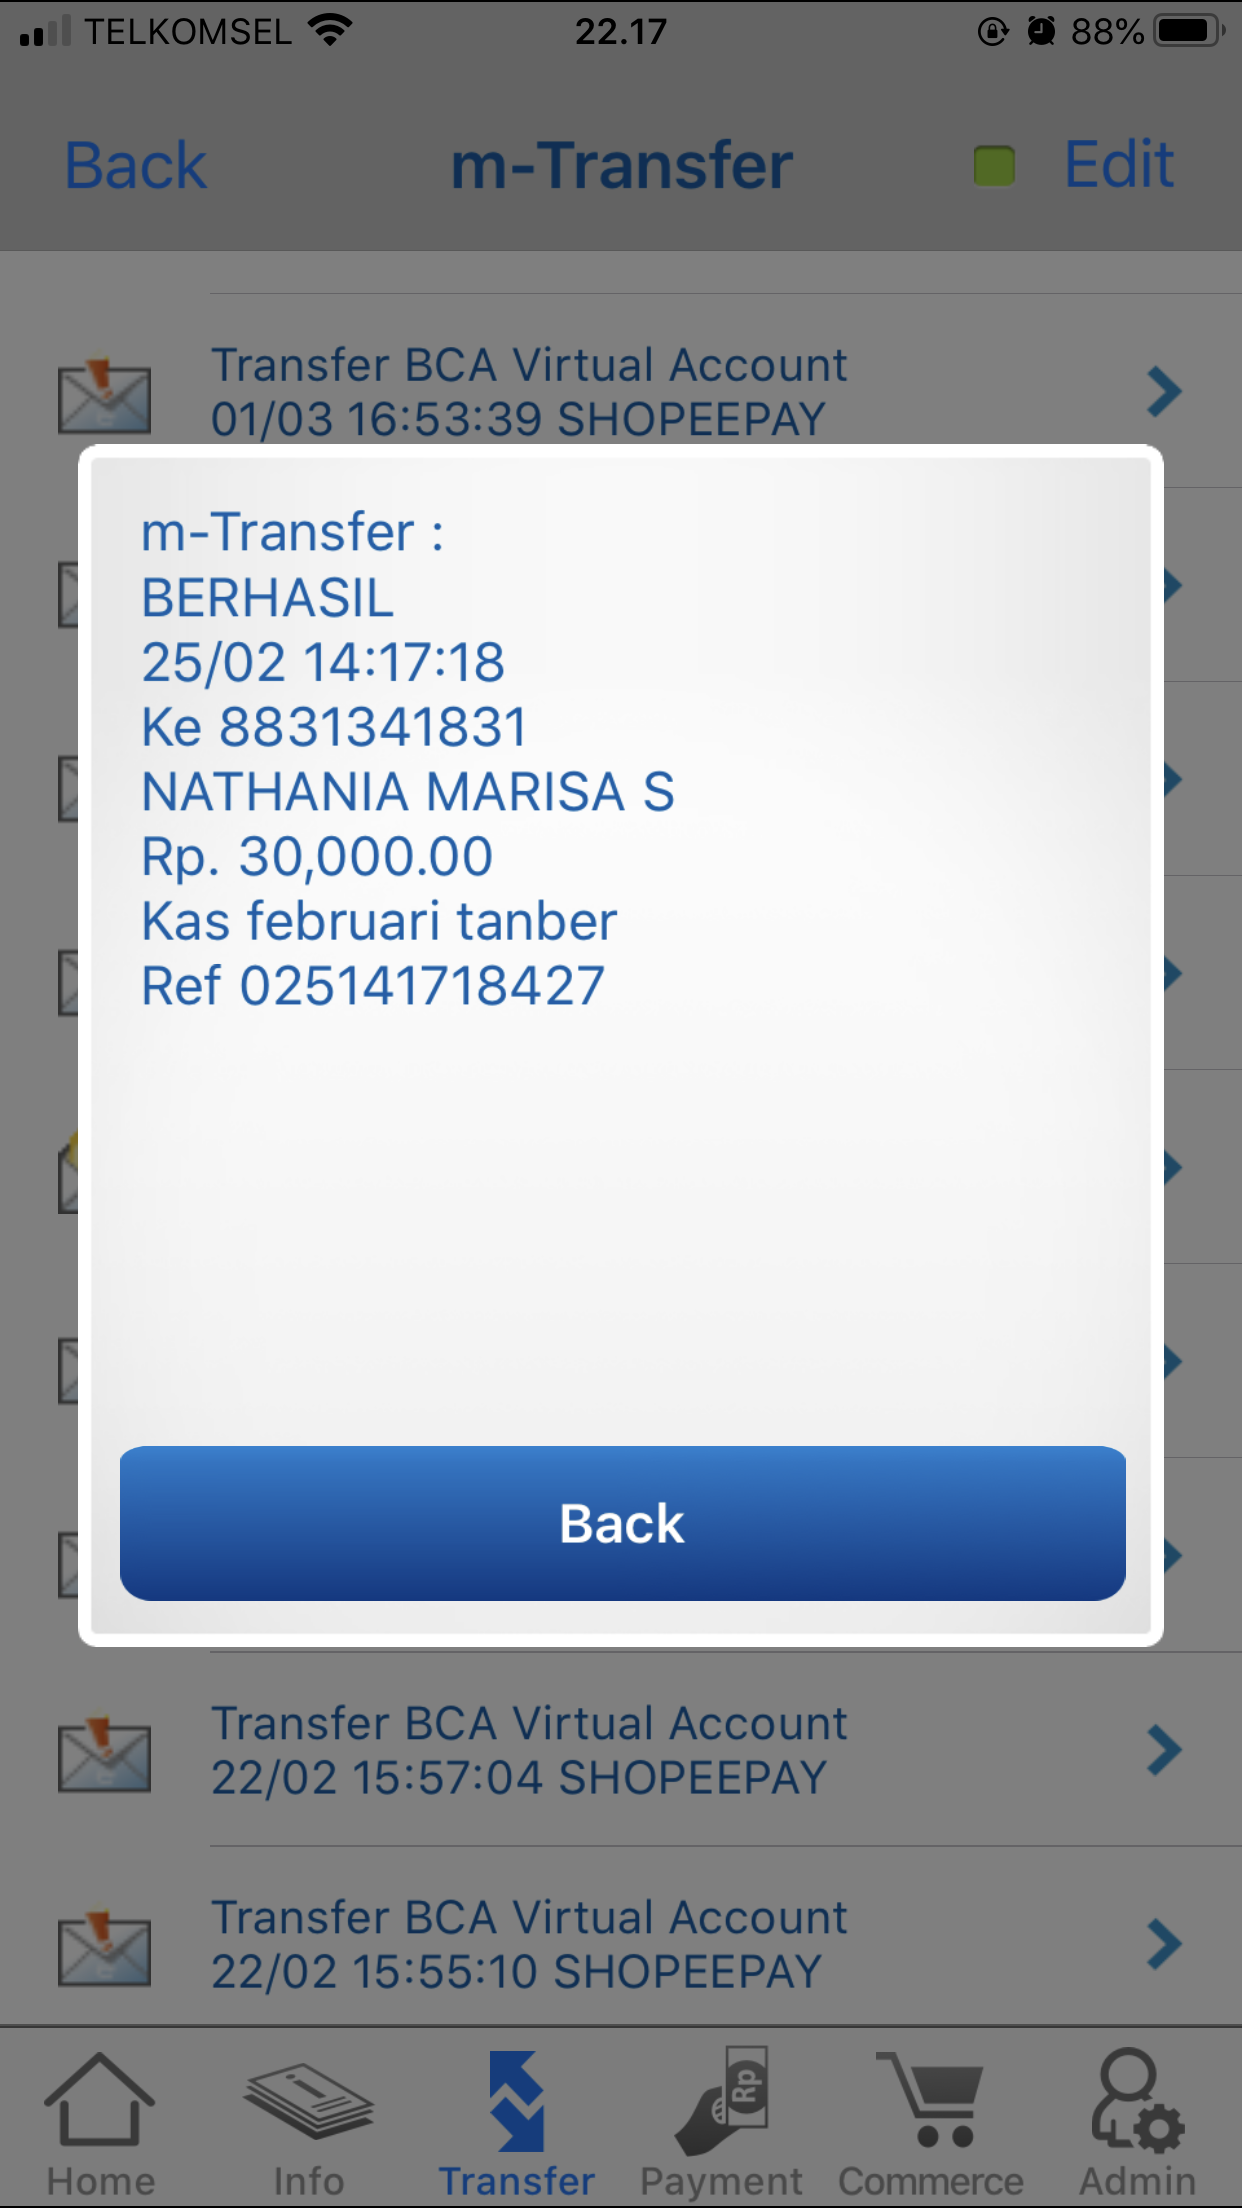 TELKOMSEL 22.17 88%
Back m-Transfer Edit
Transfer BCA Virtual Account
01/03 16:53:39 SHOPEEPAY
m-Transfer :
BERHASIL
25/02 14:17:18
Ke 8831341831
NATHANIA MARISA S
Rp. 30,000.00
Kas februari tanber
Ref 025141718427
Back
Transfer BCA Virtual Account
22/02 15:57:04 SHOPEEPAY
Transfer BCA Virtual Account
22/02 15:55:10 SHOPEEPAY
Rp
Home Info Transfer Payment Commerce Admin